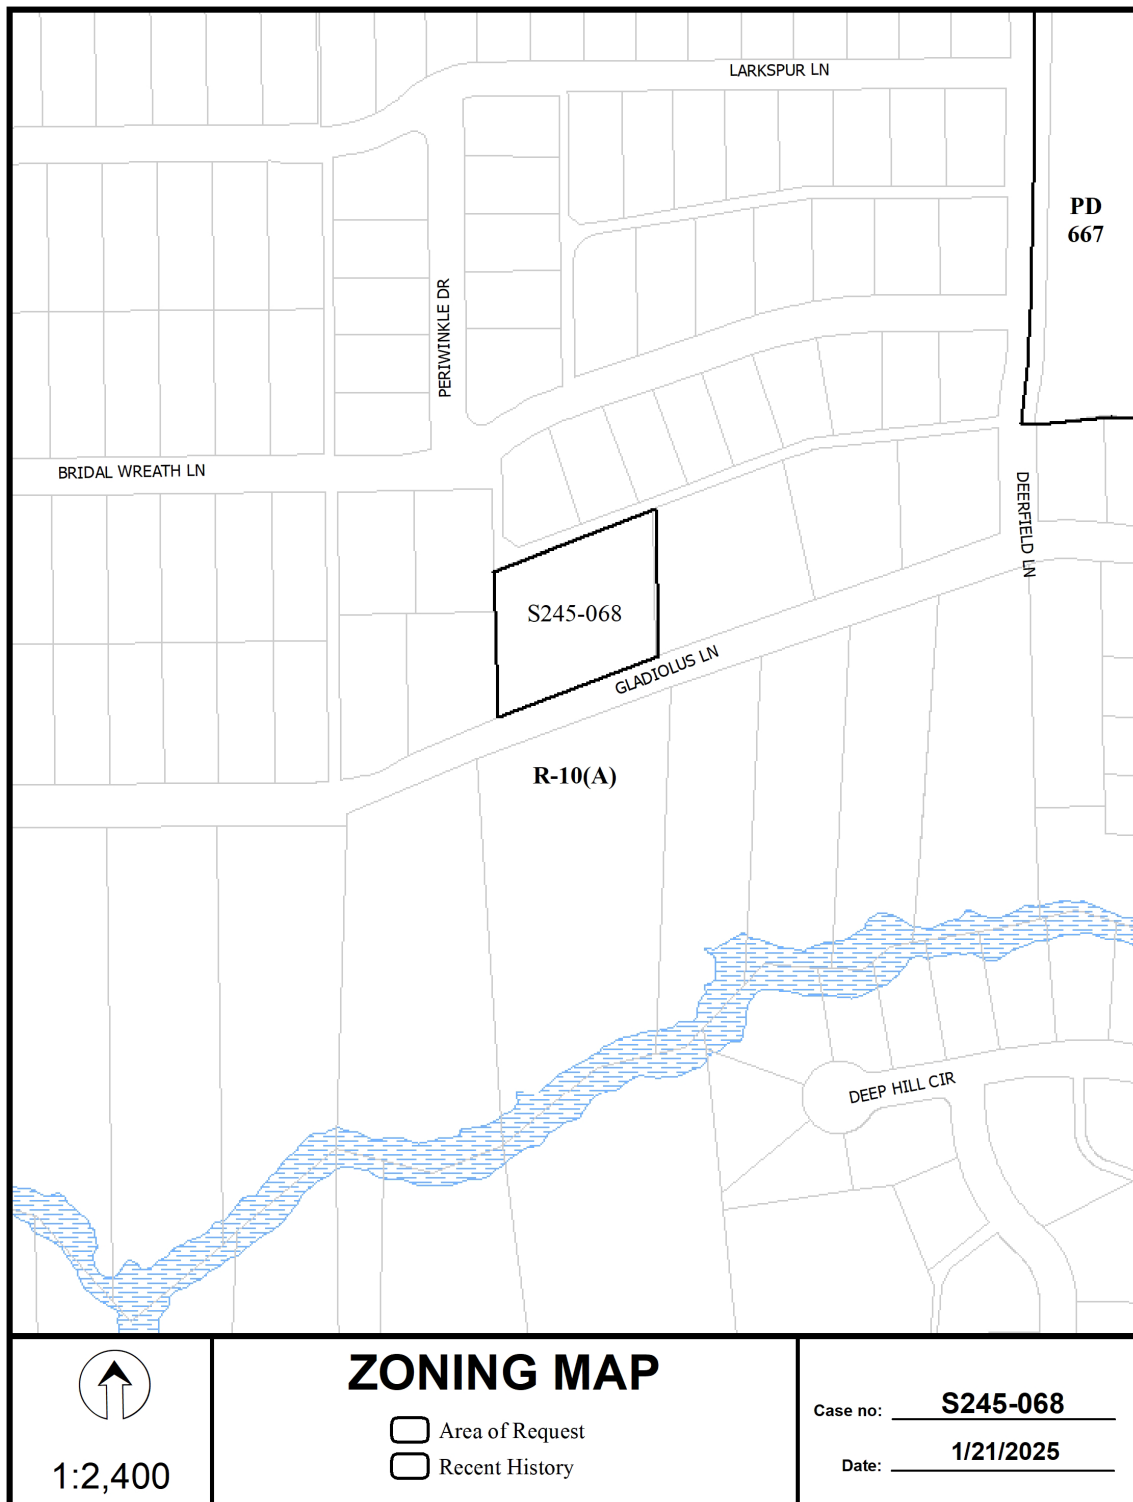 LARKSPUR LN
PD
667
PERIWINKLE DR
BRIDAL WREATH LN
DEERFIELD LN
S245-068
GLADIOLUS LN
R-10(A)
DEEP HILL CIR
1:2,400
ZONING MAP
Area of Request
Recent History
Case no: S245-068
Date: 1/21/2025